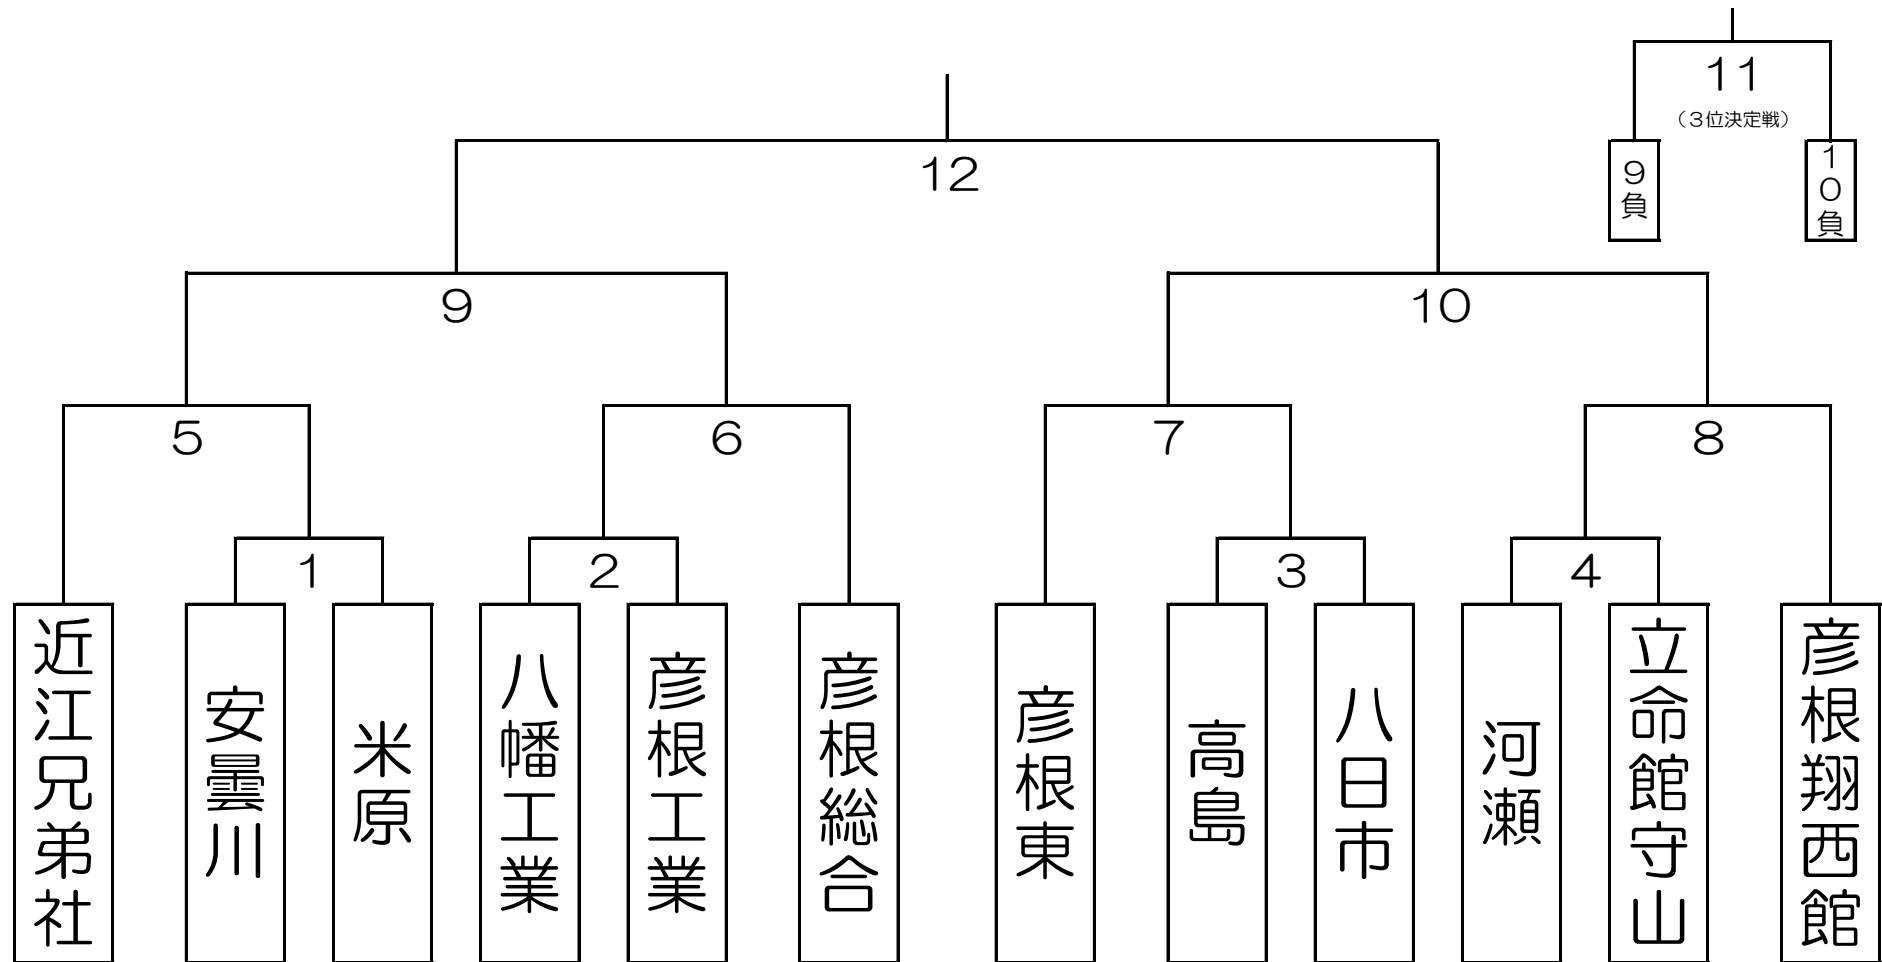 11
（３位決定戦）
９負
１０負
12
9
10
5
6
7
8
1
2
3
4
近江兄弟社
安曇川
米原
八幡工業
彦根工業
彦根総合
彦根東
高島
八日市
河瀬
立命館守山
彦根翔西館